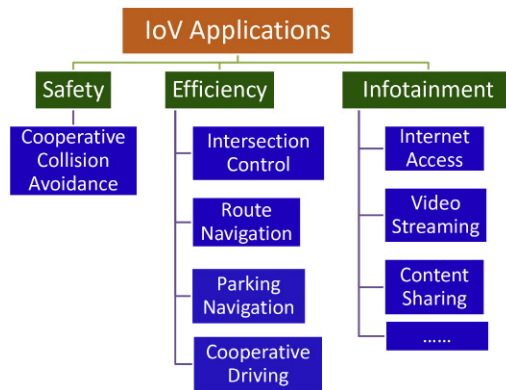 IoV Applications
Safety
Efficiency
Infotainment
Cooperative
Collision
Avoidance
Intersection
Control
Route
Navigation
Parking
Navigation
Cooperative
Driving
Internet
Access
Video
Streaming
Content
Sharing
......